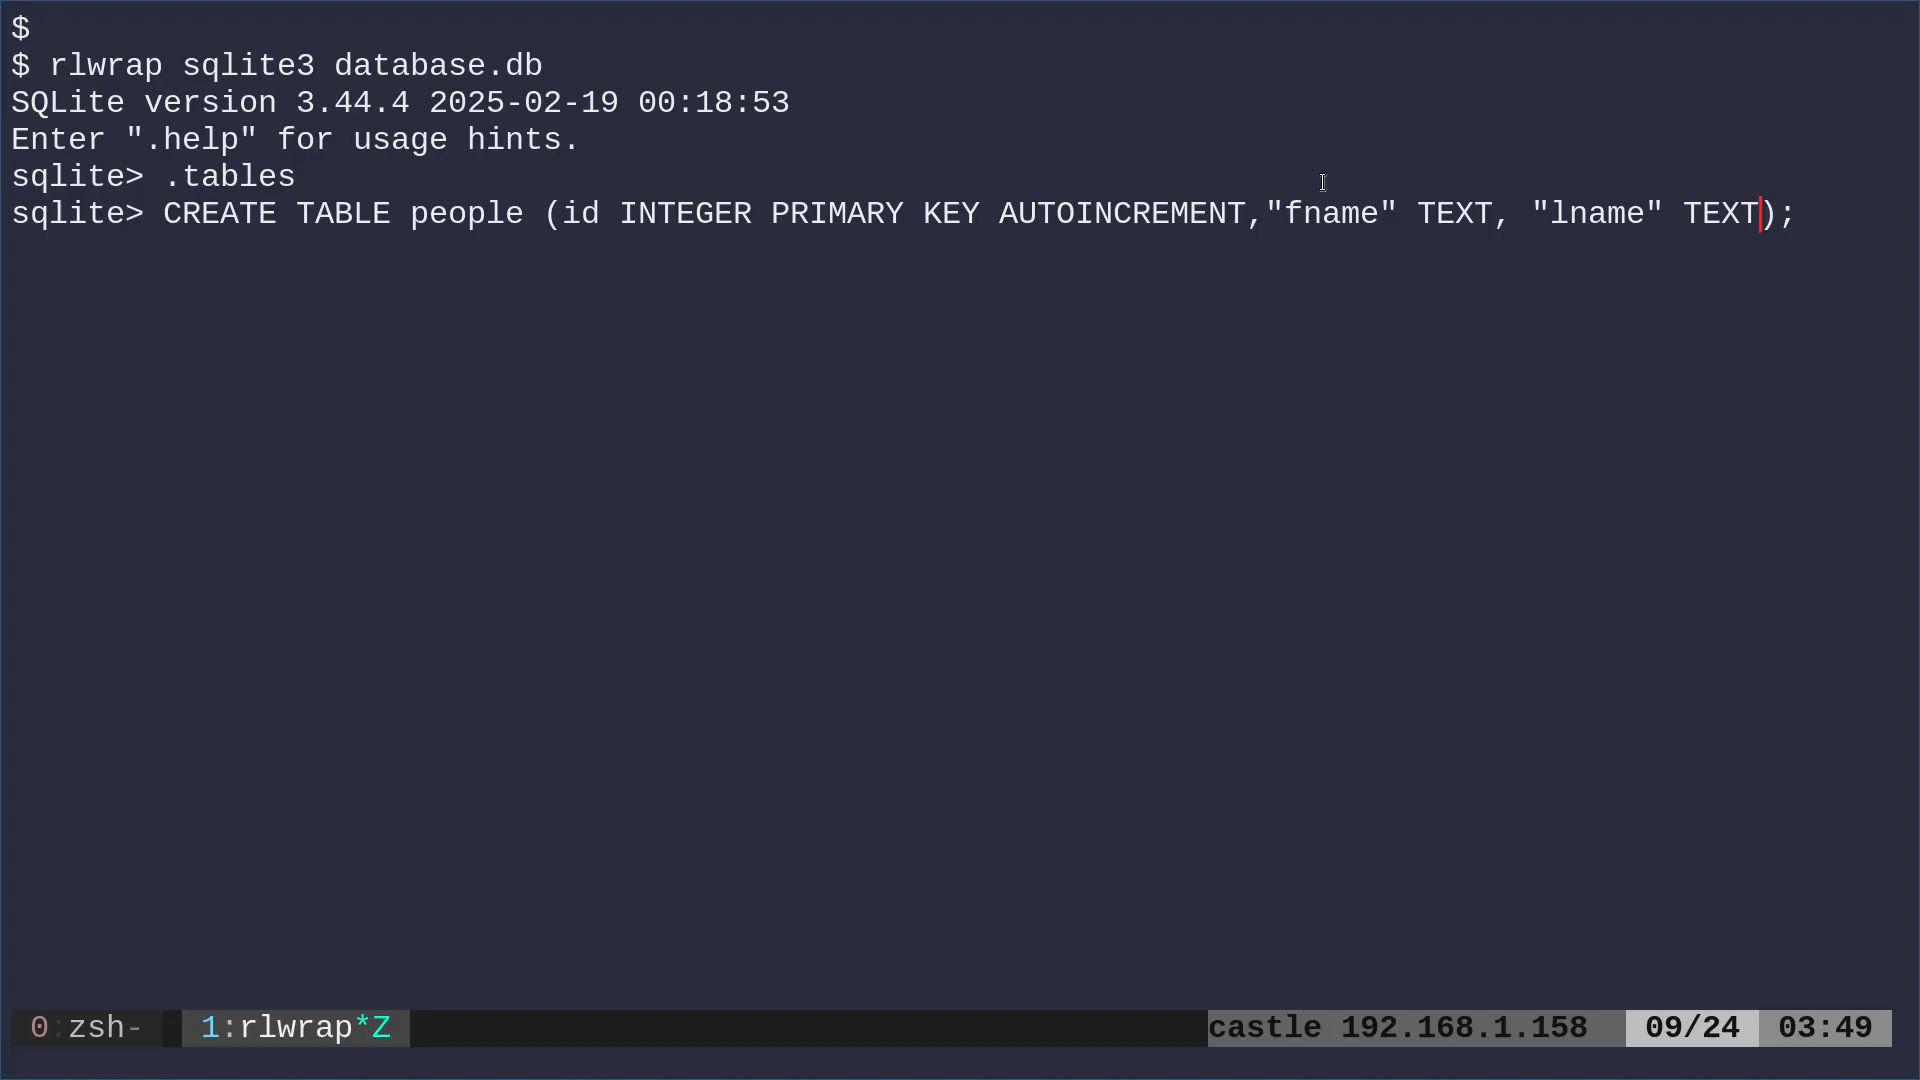 $
$ rlwrap sqlite3 database.db
SQLite version 3.44.4 2025-02-19 00:18:53
Enter ".help" for usage hints.
sqlite> .tables
sqlite> CREATE TABLE people (id INTEGER PRIMARY KEY AUTOINCREMENT,"fname" TEXT, "lname" TEXT);
0:zsh- 1:rlwrap*Z castle 192.168.1.158 09/24 03:49